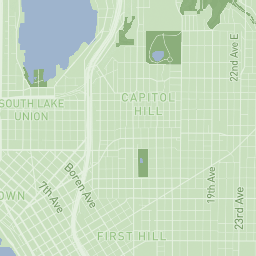 22nd Ave E
SOUTH LAKE
UNION
CAPITOL
HILL
Boren Ave
7th Ave
19th Ave
23rd Ave
OWN
FIRST HILL